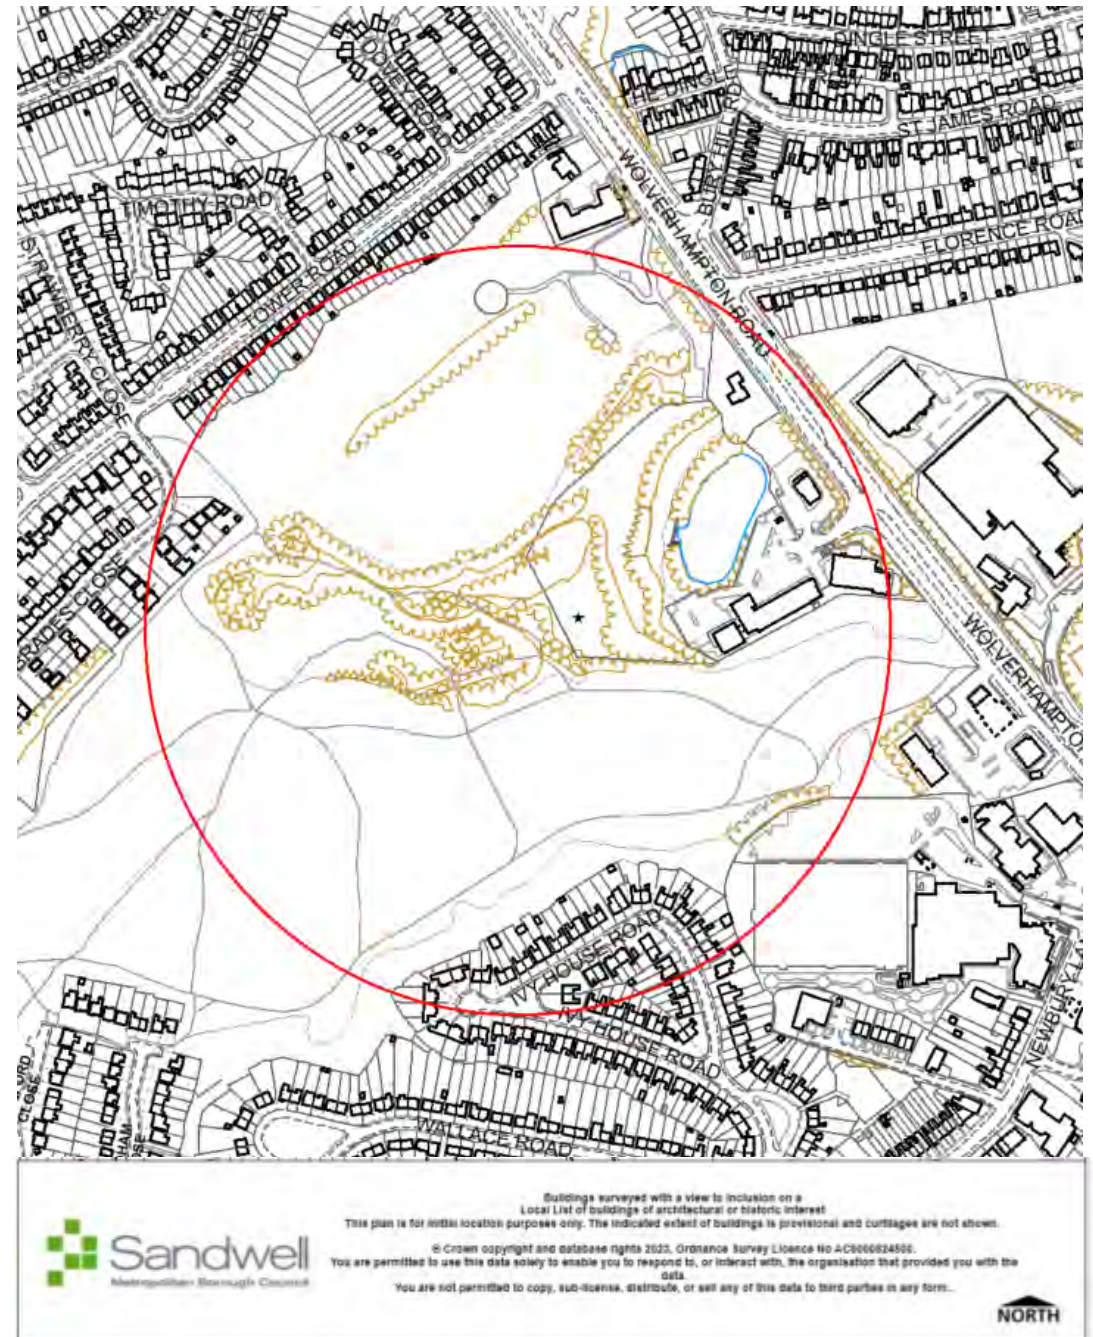 DINGLE STREET
ST JAMES ROAD
BURY HILL RD
FLORENCE ROAD
WOLVERHAMPTON ROAD
TIMOTHY ROAD
TOWER ROAD
STRAWBERRY CLOSE
WOLVERHAMPTO
IVY HOUSE ROAD
IVY HOUSE ROAD
WALLACE ROAD
CLOSE
Buildings surveyed with a view to inclusion on a
Local List of buildings of architectural or historic interest
This plan is for initial location purposes only. The indicated extent of buildings is provisional and curtilages are not shown.
Sandwell
Metropolitan Borough Council
© Crown copyright and database rights 2023, Ordnance Survey Licence No
You are permitted to use this data solely to enable you to respond to, or interact with, the organisation that provided you with the
data.
You are not permitted to copy, sub-license, distribute, or sell any of this data to third parties in any form.
NORTH